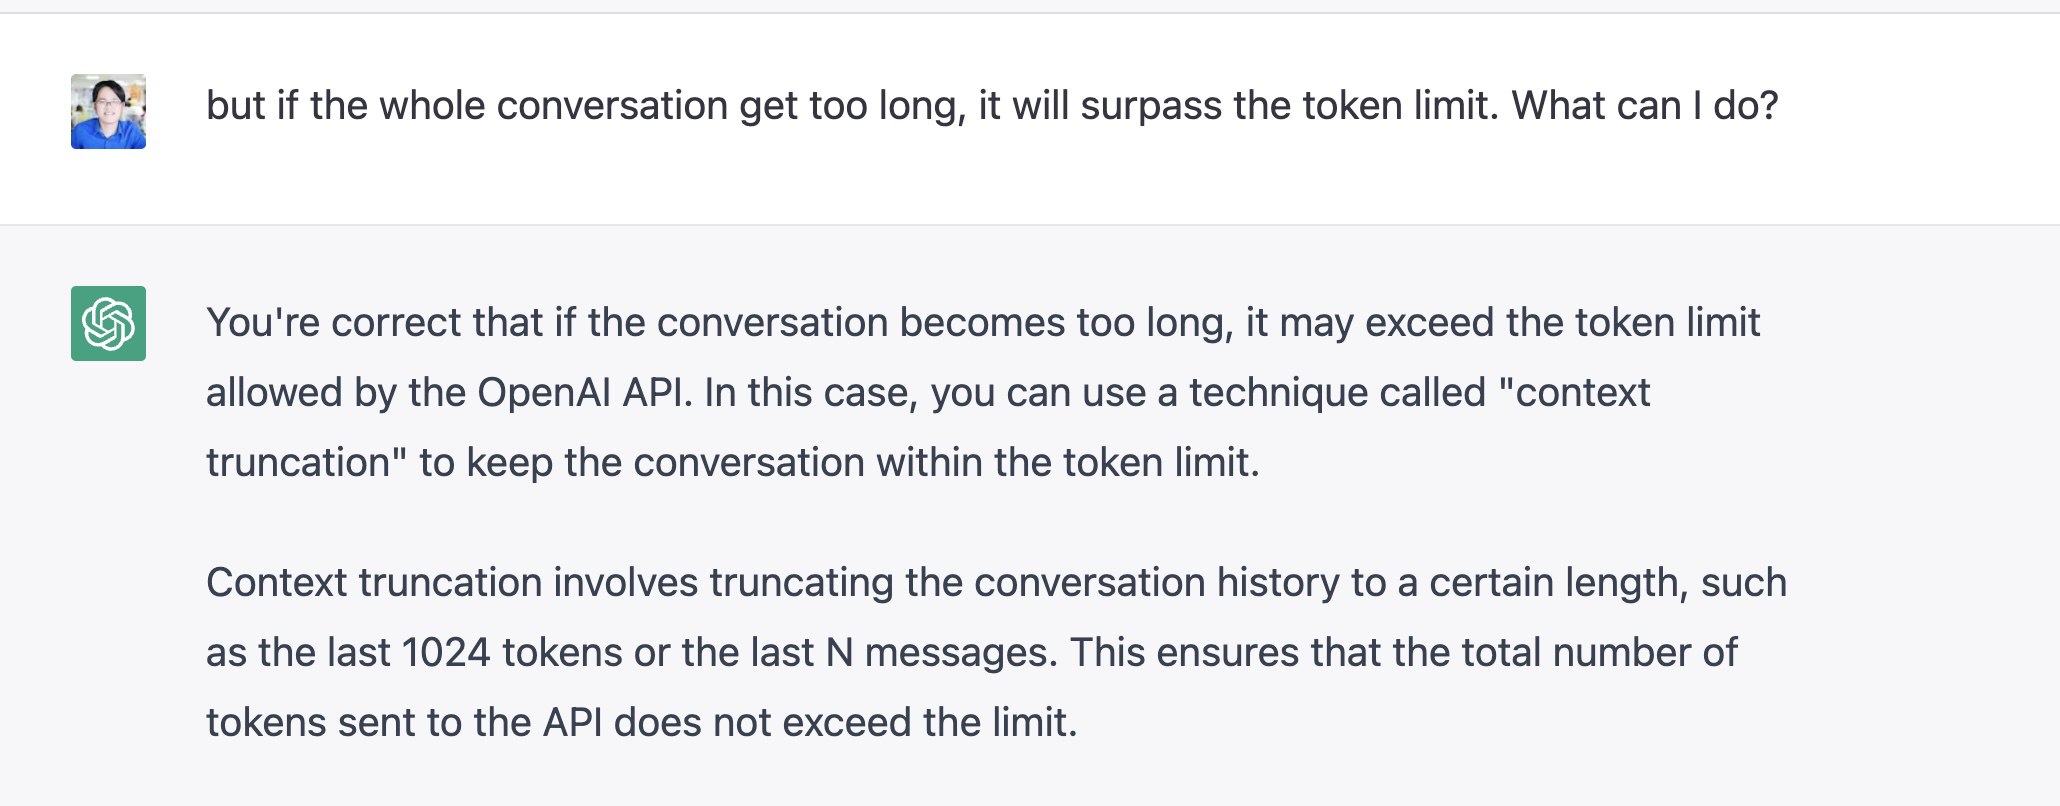 but if the whole conversation get too long, it will surpass the token limit. What can I do?
You're correct that if the conversation becomes too long, it may exceed the token limit
allowed by the OpenAI API. In this case, you can use a technique called "context
truncation" to keep the conversation within the token limit.
Context truncation involves truncating the conversation history to a certain length, such
as the last 1024 tokens or the last N messages. This ensures that the total number of
tokens sent to the API does not exceed the limit.